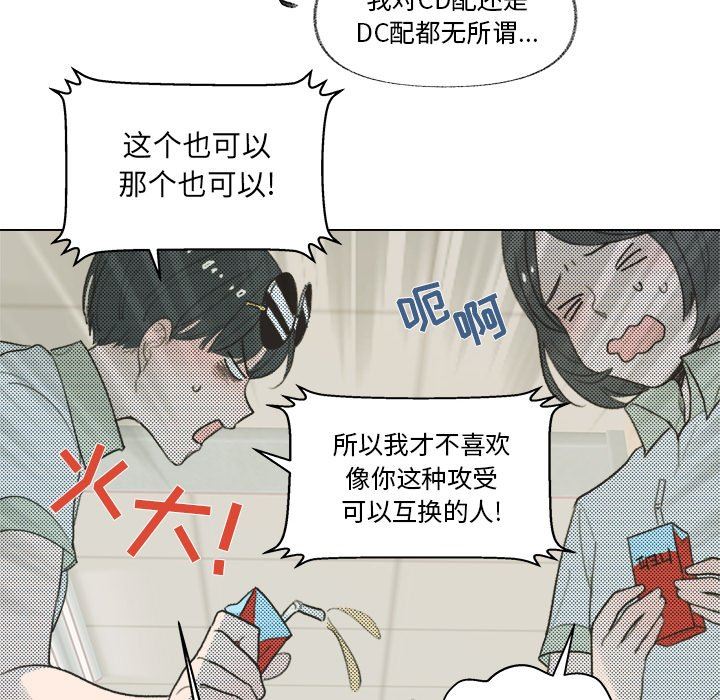 我对CD配还是
DC配都无所谓...
这个也可以
那个也可以!
呃啊
所以我才不喜欢
像你这种攻受
可以互换的人!
火大!